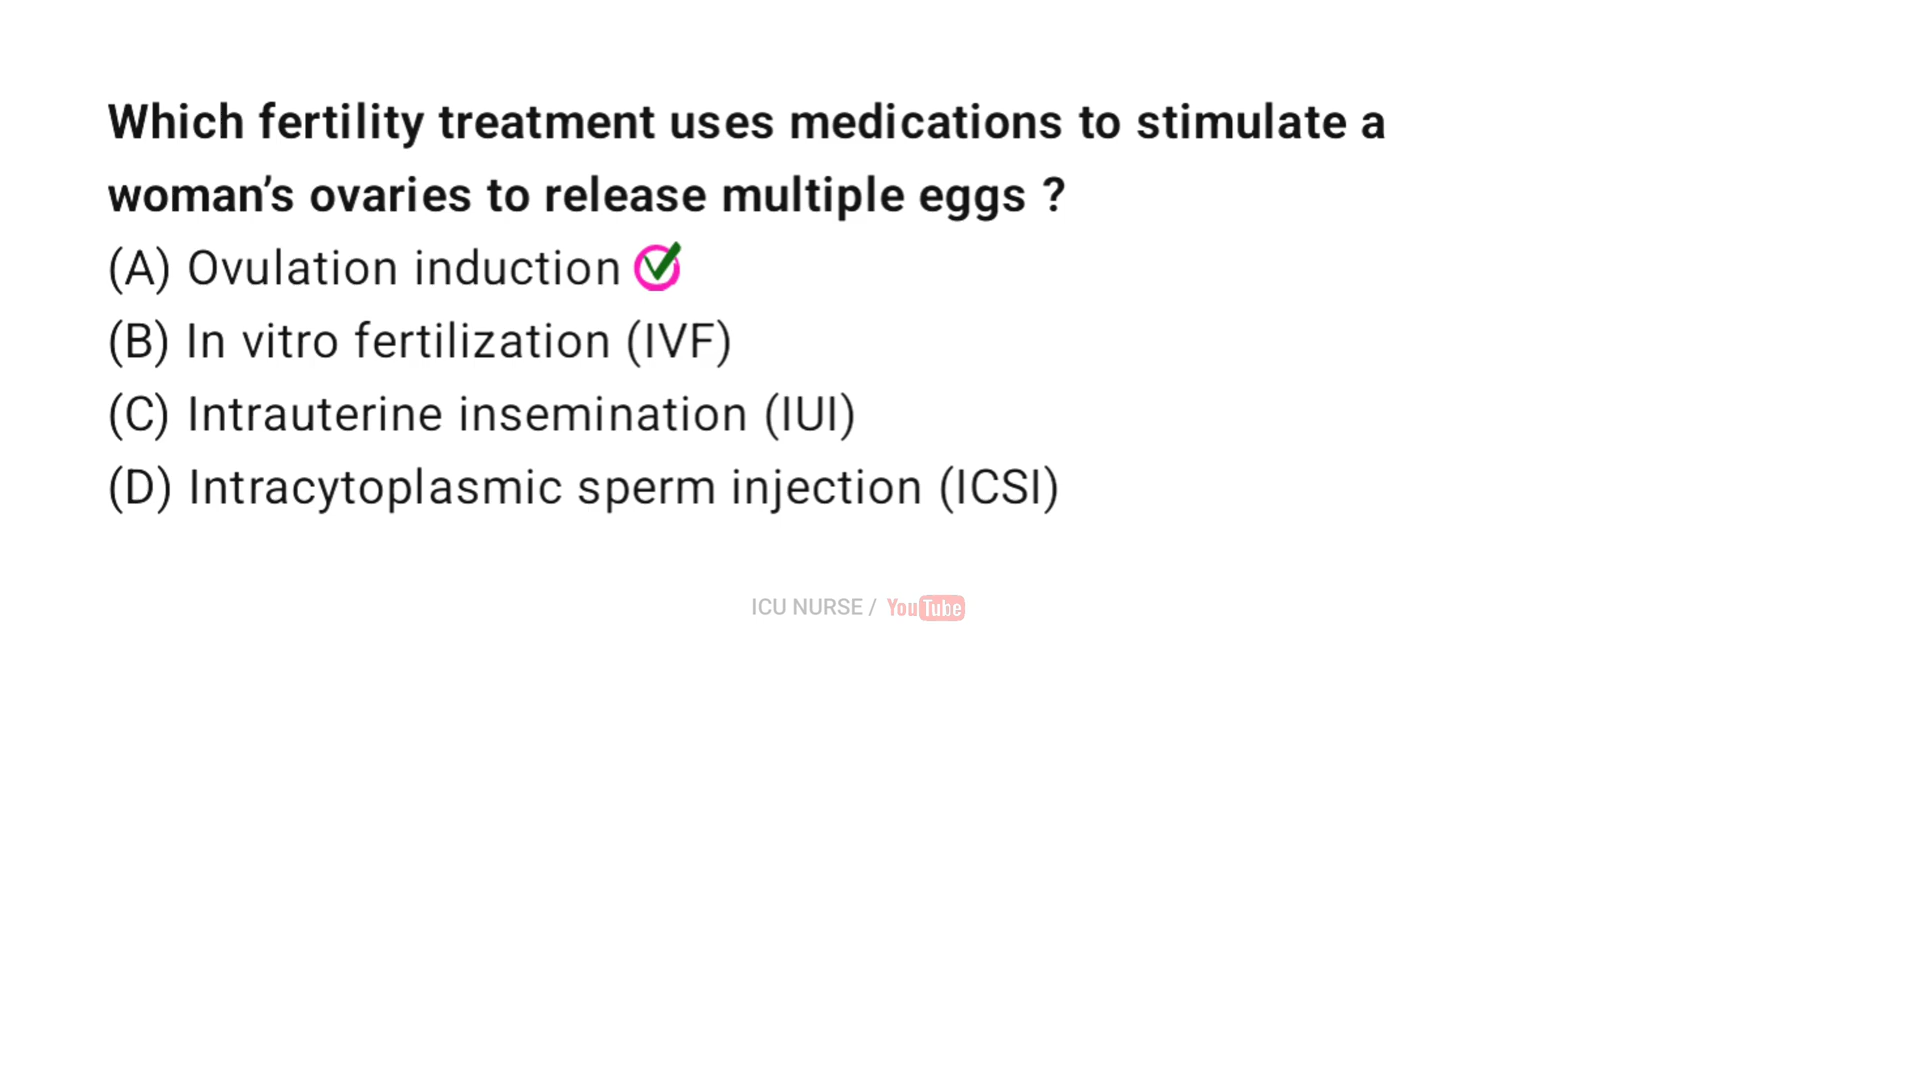 Which fertility treatment uses medications to stimulate a
woman’s ovaries to release multiple eggs ?
(A) Ovulation induction
(B) In vitro fertilization (IVF)
(C) Intrauterine insemination (IUI)
(D) Intracytoplasmic sperm injection (ICSI)
ICU NURSE / YouTube